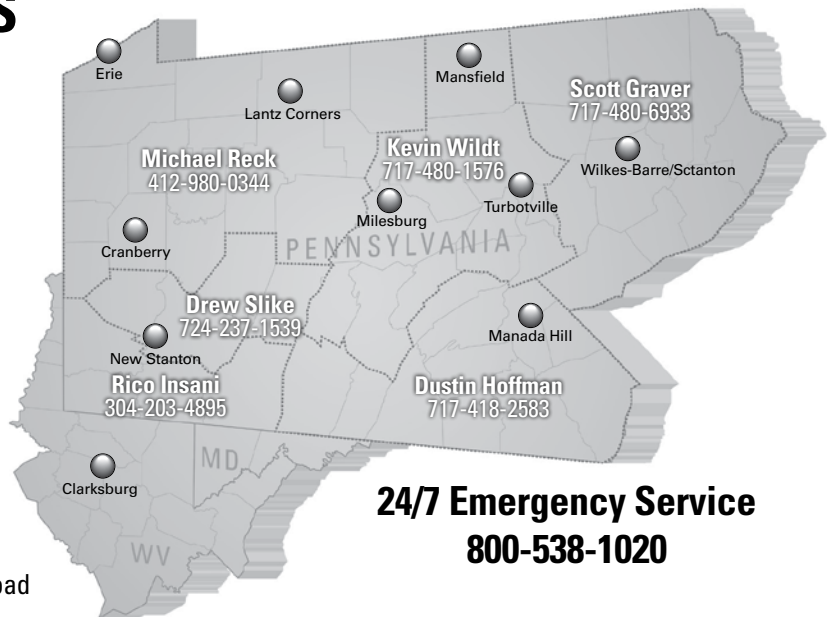 s
Erie
Mansfield
Lantz Corners
Scott Graver
717-480-6933
Michael Reck
412-980-0344
Kevin Wildt
717-480-1576
Wilkes-Barre/Sctanton
Turbotville
Milesburg
Cranberry
PENNSYLVANIA
Drew Slike
724-237-1539
New Stanton
Manada Hill
Rico Insani
304-203-4895
Dustin Hoffman
717-418-2583
MD
Clarksburg
24/7 Emergency Service
800-538-1020
WV
oad